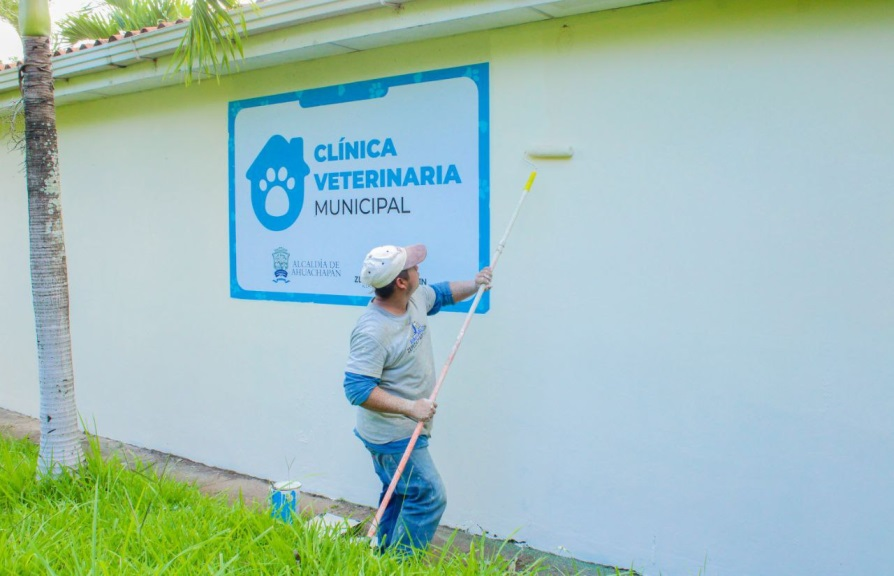 CLÍNICA
VETERINARIA
MUNICIPAL
ALCALDÍA DE
AHUACHAPÁN